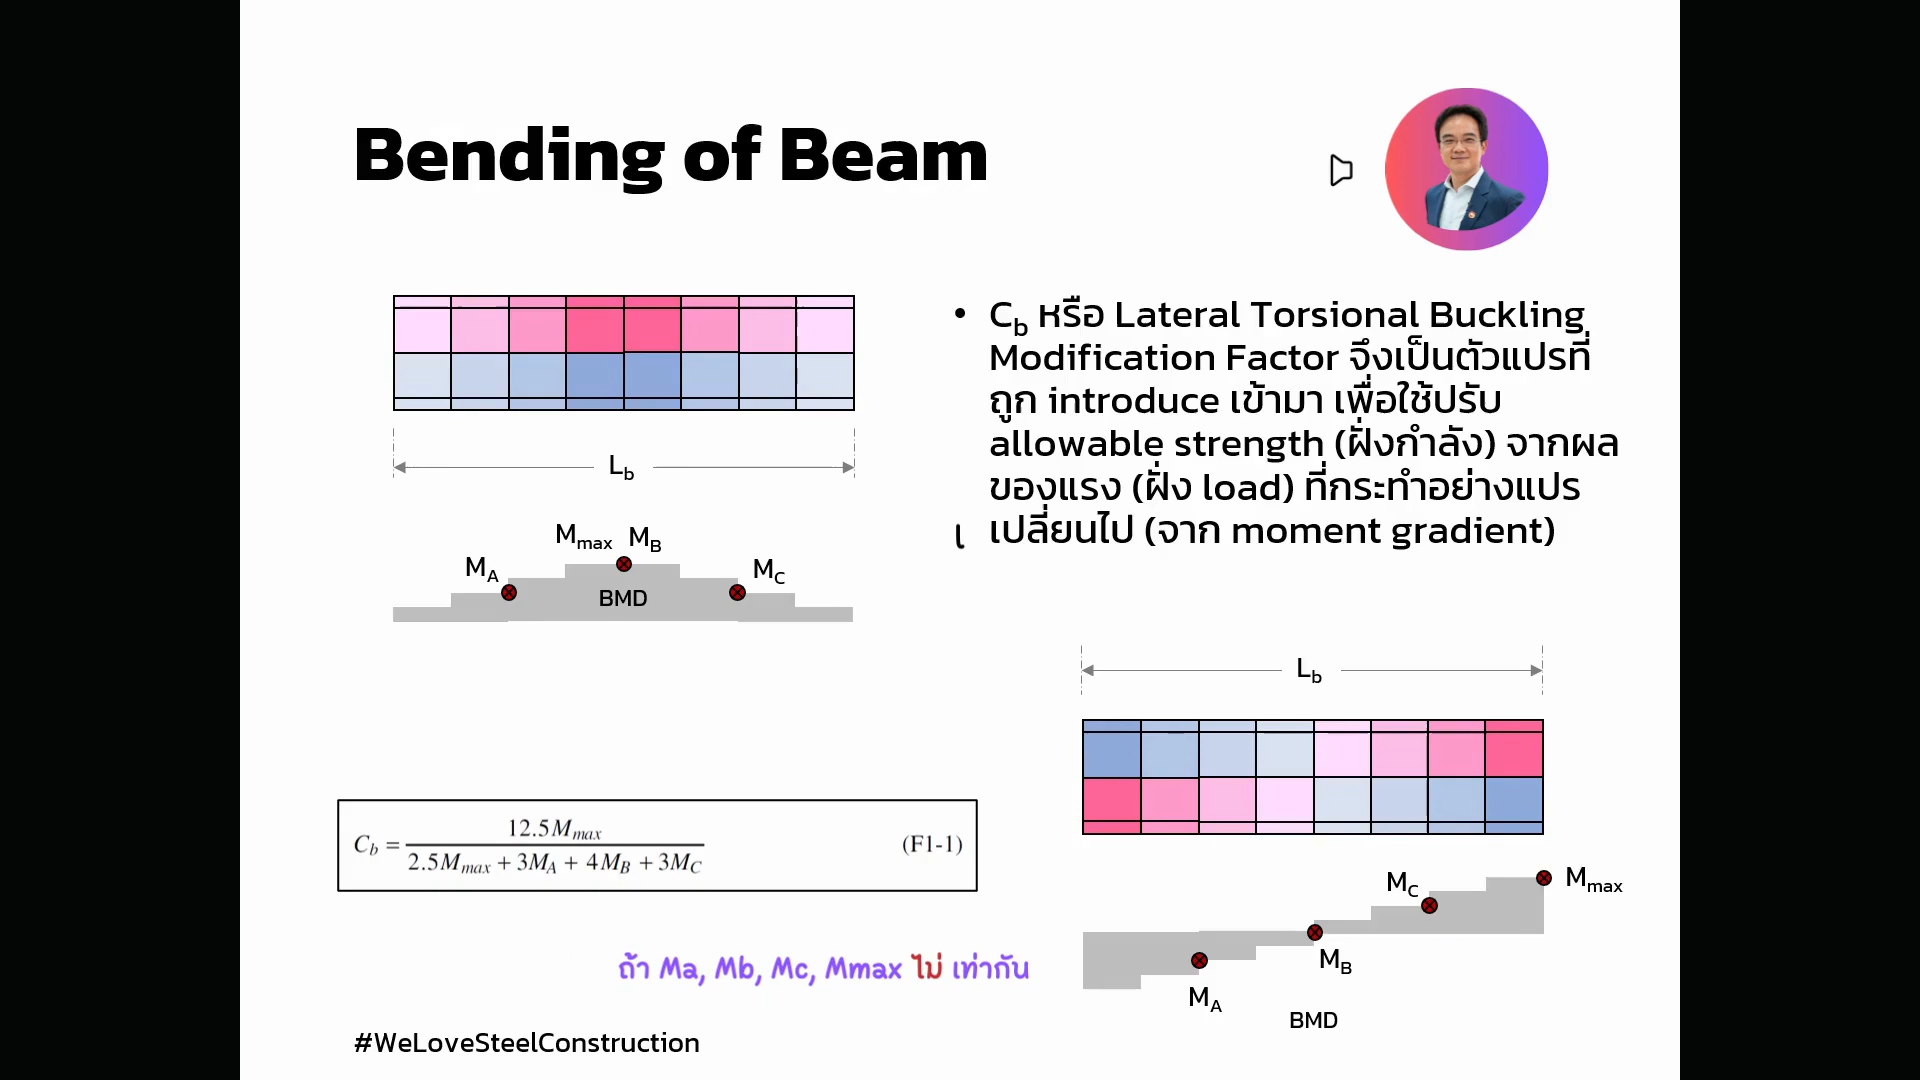 Bending of Beam
• C_b หรือ Lateral Torsional Buckling
Modification Factor จึงเป็นตัวแปรที่
ถูก introduce เข้ามา เพื่อใช้ปรับ
allowable strength (ฝั่งกำลัง) จากผล
ของแรง (ฝั่ง load) ที่กระทำอย่างแปร
เปลี่ยนไป (จาก moment gradient)
L_b
M_A
M_max M_B
M_C
BMD
L_b
C_b = 12.5M_max / 2.5M_max + 3M_A + 4M_B + 3M_C (F1-1)
M_C
M_max
M_B
M_A
BMD
ถ้า Ma, Mb, Mc, Mmax ไม่ เท่ากัน
#WeLoveSteelConstruction